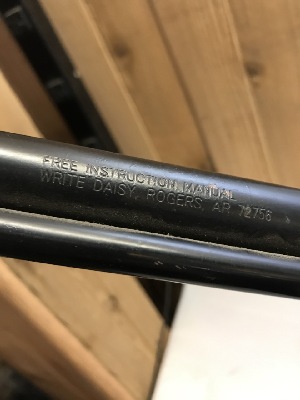 FREE INSTRUCTION MANUAL
WRITE DAISY, ROGERS, AR 72756